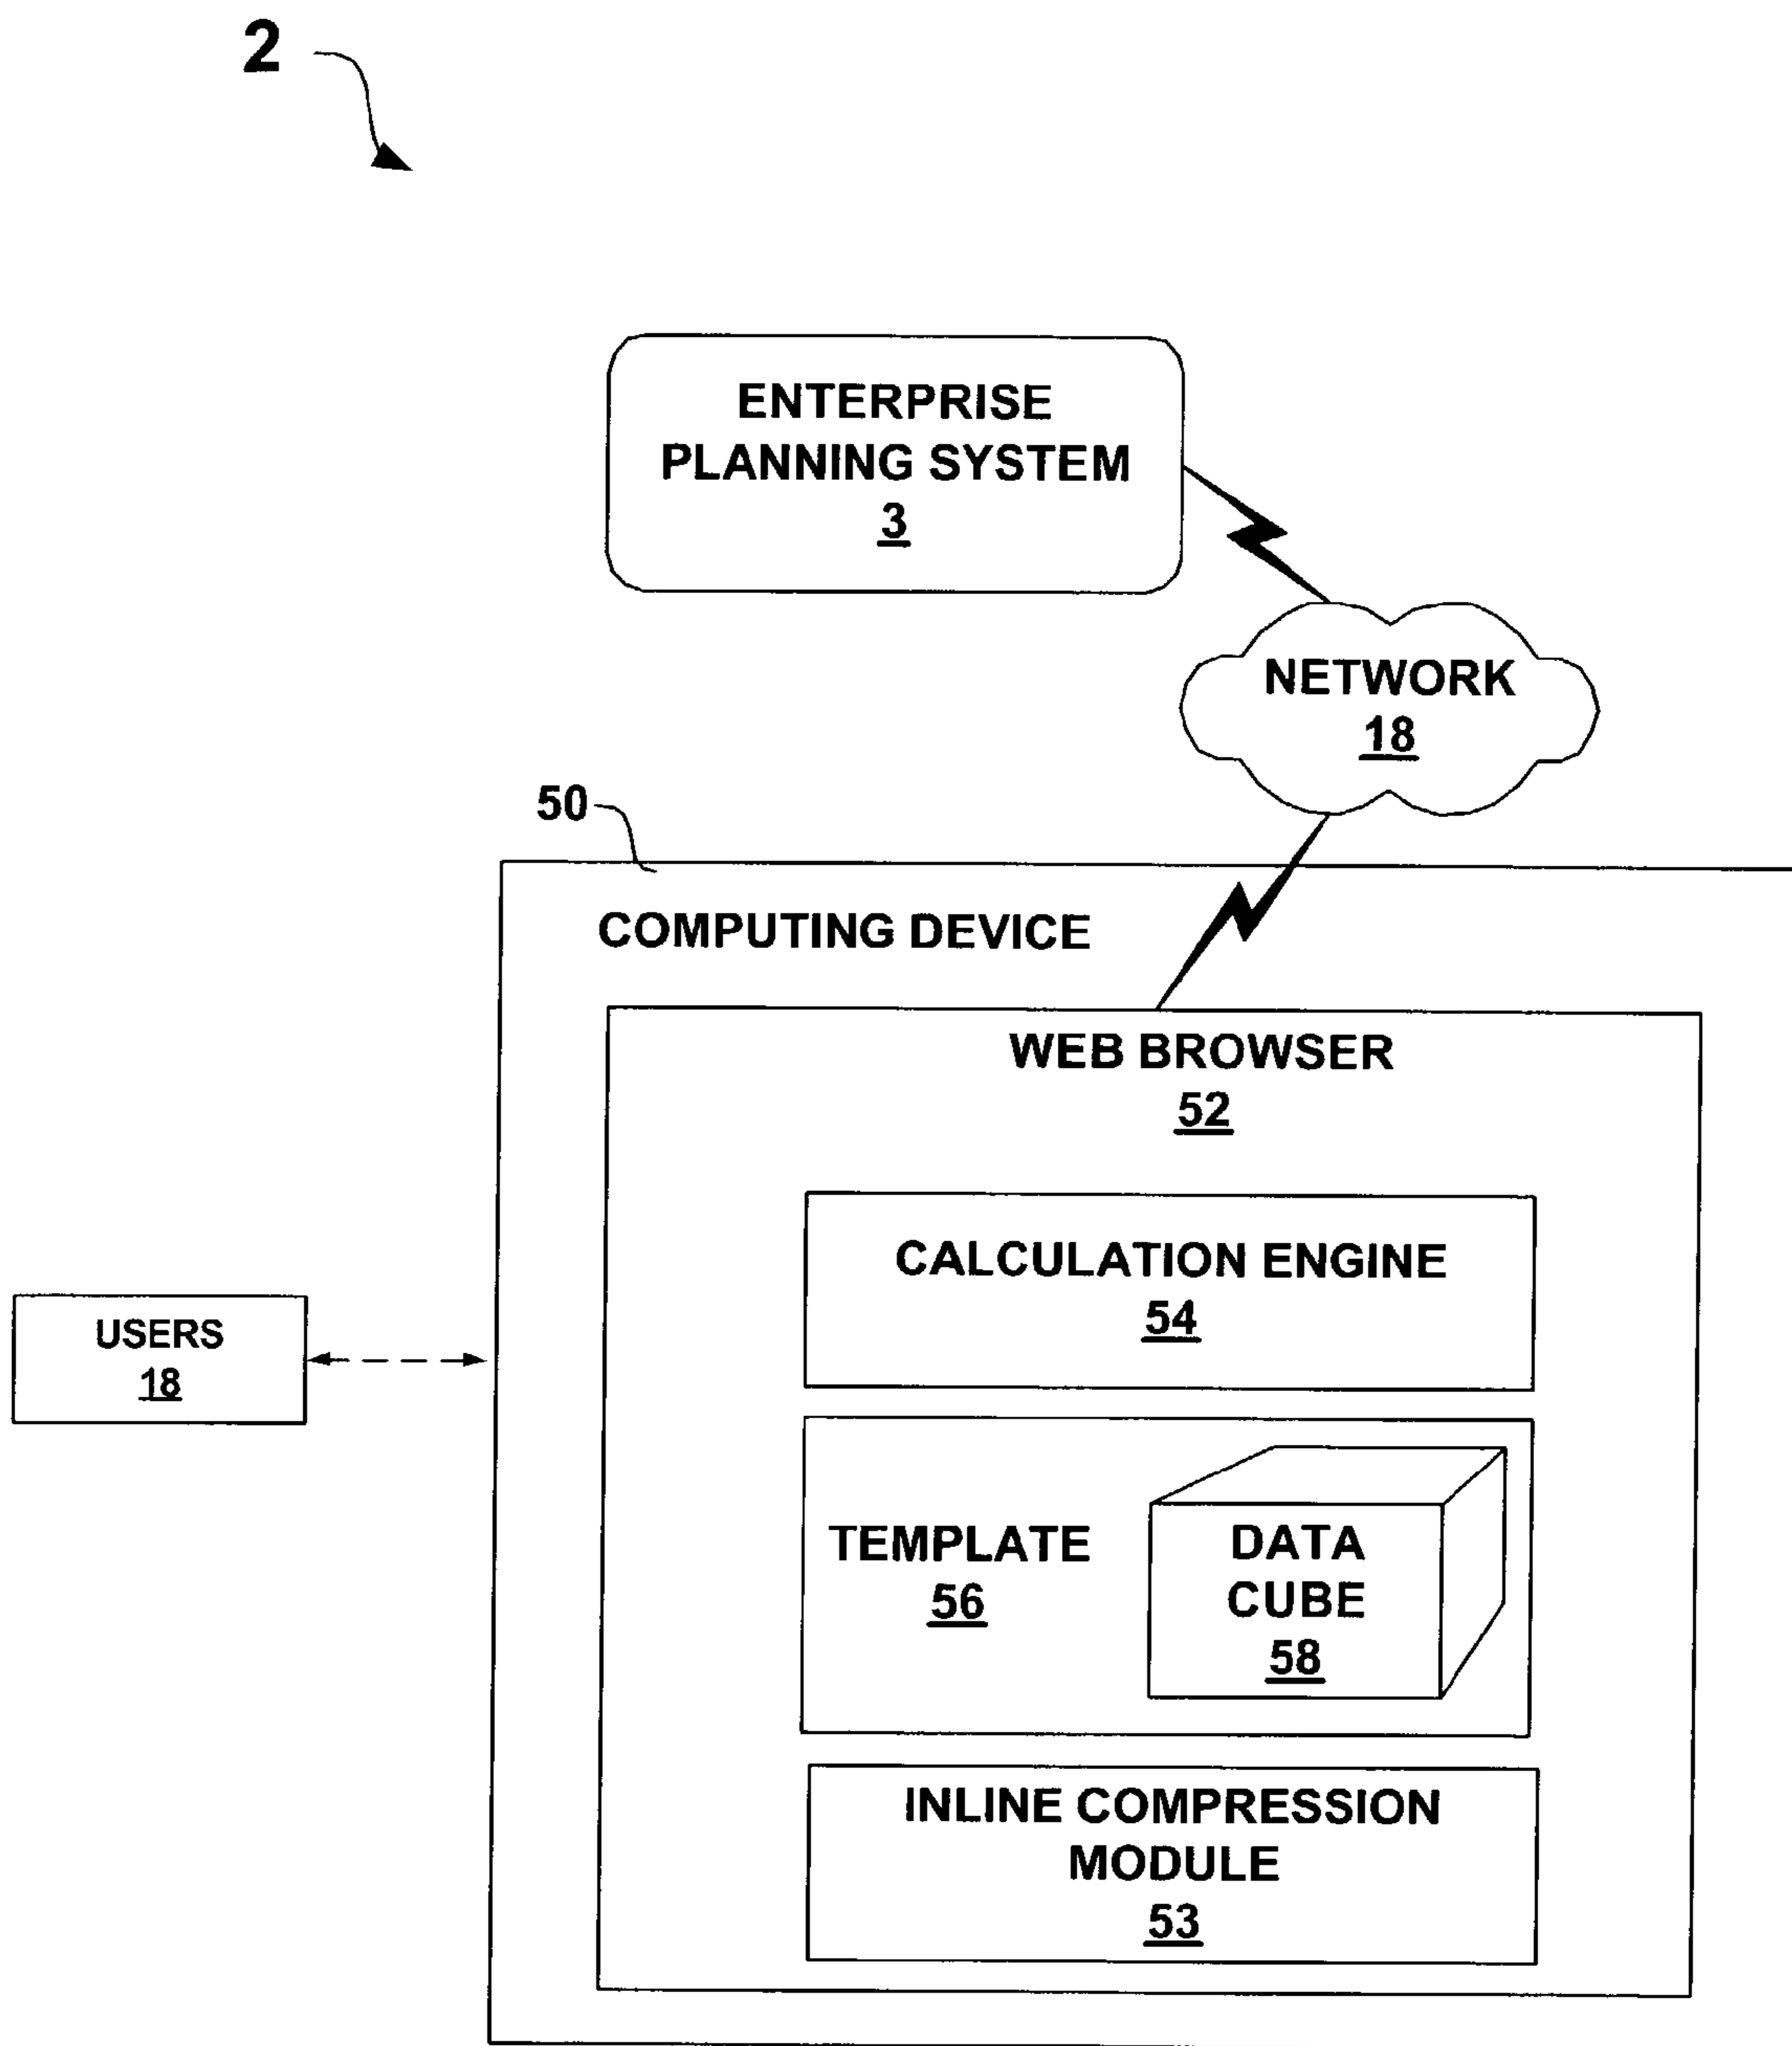 2
ENTERPRISE
PLANNING SYSTEM
3
NETWORK
18
50
COMPUTING DEVICE
WEB BROWSER
52
CALCULATION ENGINE
54
USERS
18
TEMPLATE
56
DATA
CUBE
58
INLINE COMPRESSION
MODULE
53